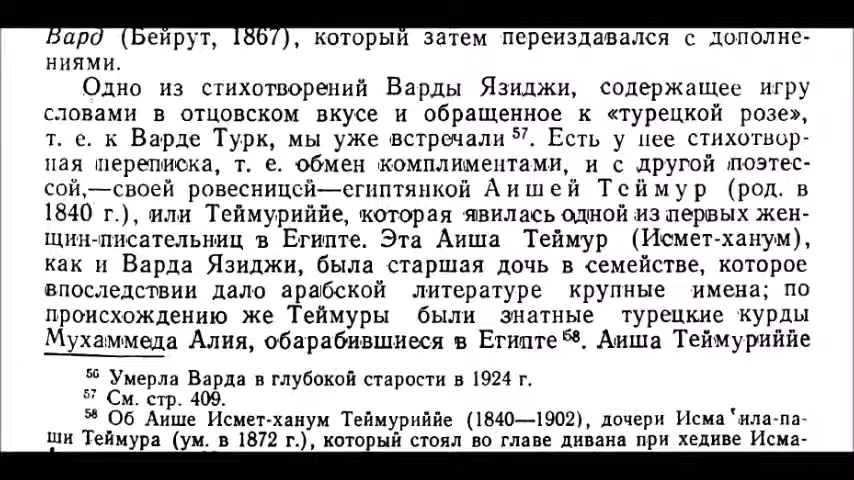 Вард (Бейрут, 1867), который затем переиздавался с дополне-
ниями.
Одно из стихотворений Варды Язиджи, содержащее игру
словами в отцовском вкусе и обращенное к «турецкой розе»,
т. е. к Варде Турк, мы уже встречали 57. Есть у нее стихотвор-
ная переписка, т. е. обмен комплиментами, и с другой поэтес-
сой,—своей ровесницей—египтянкой Аишей Теймур (род. в
1840 г.), или Теймуриййе, которая явилась одной из первых жен-
щин-писательниц в Египте. Эта Аиша Теймур (Исмет-ханум),
как и Варда Язиджи, была старшая дочь в семействе, которое
впоследствии дало арабской литературе крупные имена; по
происхождению же Теймуры были знатные турецкие курды
Мухаммеда Алия, обарабившиеся в Египте 58. Аиша Теймуриййе
56 Умерла Варда в глубокой старости в 1924 г.
57 См. стр. 409.
58 Об Аише Исмет-ханум Теймуриййе (1840—1902), дочери Исма‘ила-па-
ши Теймура (ум. в 1872 г.), который стоял во главе дивана при хедиве Исма-